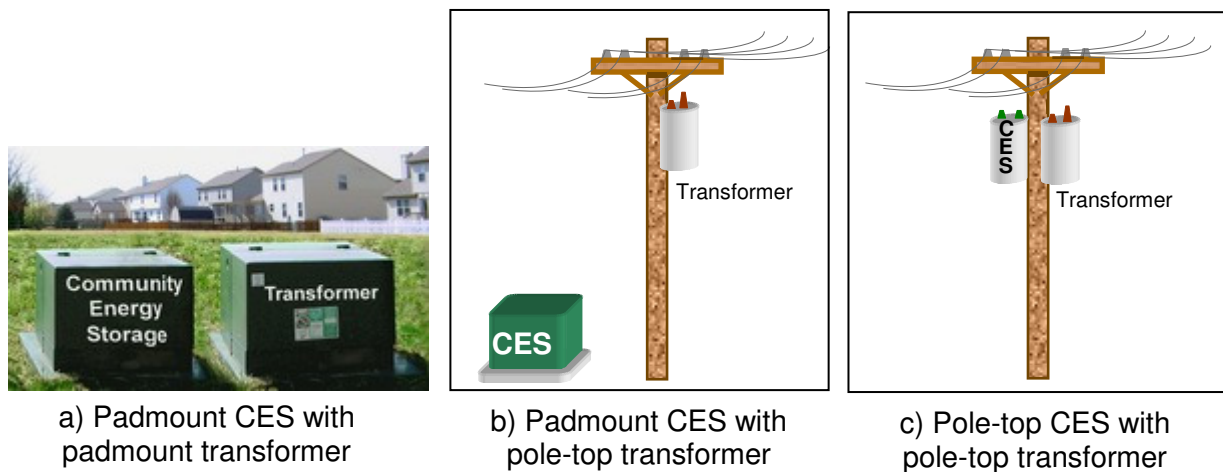 Community
Energy
Storage
Transformer
a) Padmount CES with
padmount transformer
Transformer
CES
b) Padmount CES with
pole-top transformer
CES
Transformer
c) Pole-top CES with
pole-top transformer